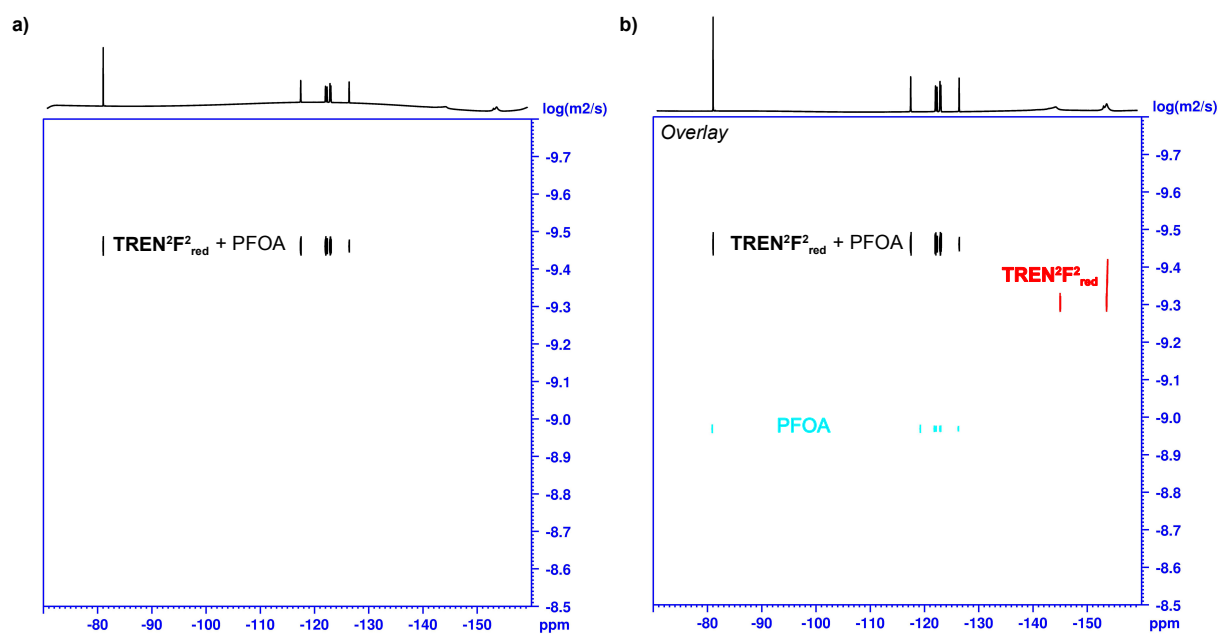 a)
log(m2/s)
TREN²F²red + PFOA
-9.7
-9.6
-9.5
-9.4
-9.3
-9.2
-9.1
-9.0
-8.9
-8.8
-8.7
-8.6
-8.5
-80 -90 -100 -110 -120 -130 -140 -150 ppm
b)
log(m2/s)
Overlay
TREN²F²red + PFOA
TREN²F²red
PFOA
-9.7
-9.6
-9.5
-9.4
-9.3
-9.2
-9.1
-9.0
-8.9
-8.8
-8.7
-8.6
-8.5
-80 -90 -100 -110 -120 -130 -140 -150 ppm